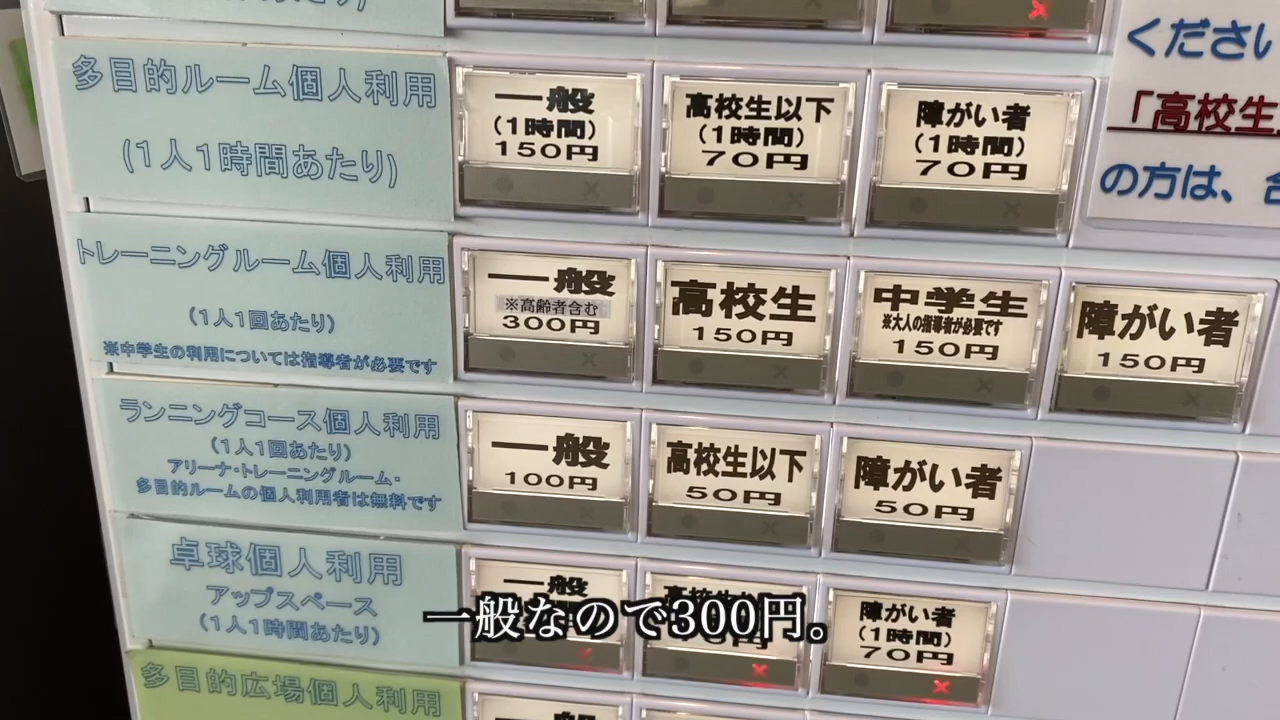 多目的ルーム個人利用
(1人1時間あたり)
一般
(1時間)
150円
高校生以下
(1時間)
70円
障がい者
(1時間)
70円
ください
「高校生
の方は、
トレーニングルーム個人利用
(1人1回あたり)
※中学生の利用については指導者が必要です
一般
※高齢者含む
300円
高校生
150円
中学生
※大人の指導者が必要です
150円
障がい者
150円
ランニングコース個人利用
(1人1回あたり)
アリーナ・トレーニングルーム・
多目的ルームの個人利用者は無料です
一般
100円
高校生以下
50円
障がい者
50円
卓球個人利用
アップスペース
(1人1時間あたり)
一般
障がい者
(1時間)
70円
一般なので300円。
多目的広場個人利用